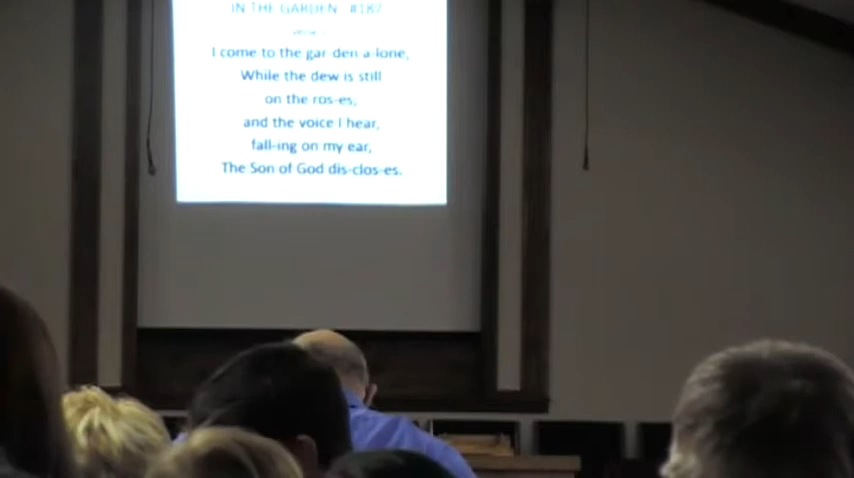 IN THE GARDEN #187
I come to the gar-den a-lone,
While the dew is still
on the ros-es,
and the voice I hear,
fall-ing on my ear,
The Son of God dis-clos-es.